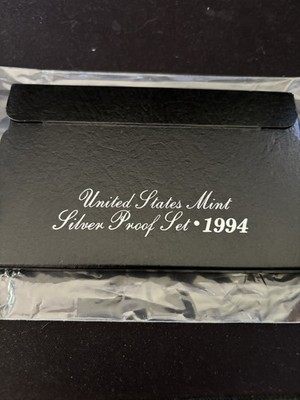 United States Mint
Silver Proof Set • 1994